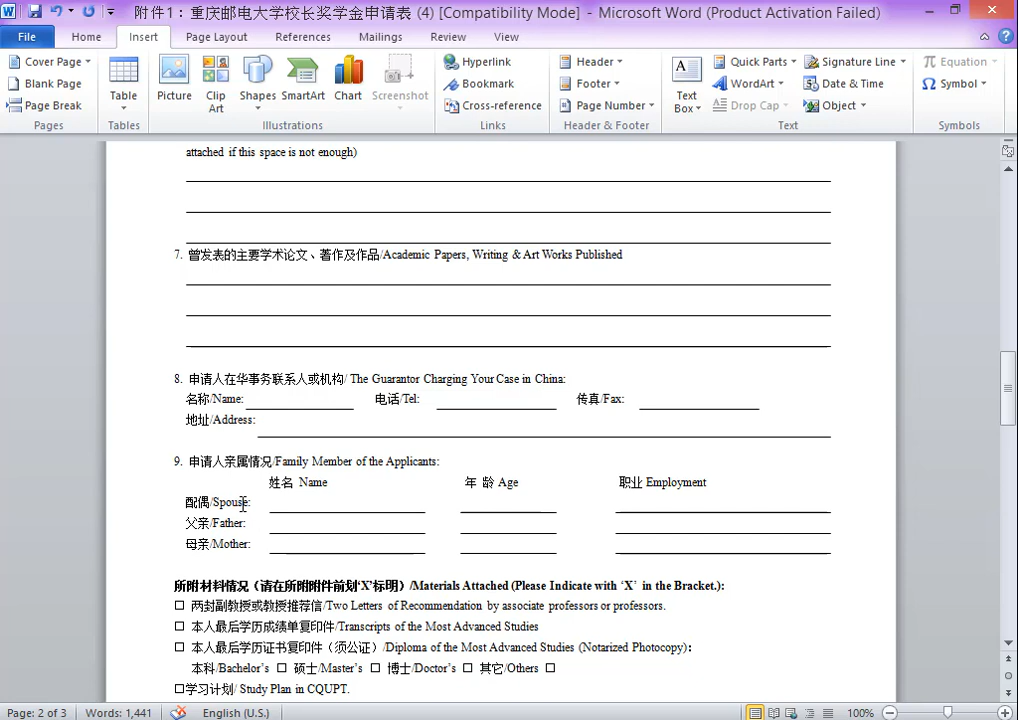 附件1：重庆邮电大学校长奖学金申请表 (4) [Compatibility Mode] - Microsoft Word (Product Activation Failed)
File Home Insert Page Layout References Mailings Review View
Cover Page
Blank Page
Page Break
Pages
Table
Tables
Picture
Clip Art
Shapes
SmartArt
Chart
Screenshot
Illustrations
Hyperlink
Bookmark
Cross-reference
Links
Header
Footer
Page Number
Header & Footer
Text Box
Quick Parts
WordArt
Drop Cap
Signature Line
Date & Time
Object
Text
Equation
Symbol
Symbols
attached if this space is not enough)
7. 曾发表的主要学术论文、著作及作品/Academic Papers, Writing & Art Works Published
8. 申请人在华事务联系人或机构/ The Guarantor Charging Your Case in China:
名称/Name: 电话/Tel: 传真/Fax:
地址/Address:
9. 申请人亲属情况/Family Member of the Applicants:
姓名 Name 年 龄 Age 职业 Employment
配偶/Spouse:
父亲/Father:
母亲/Mother:
所附材料情况（请在所附附件前划‘X’标明）/Materials Attached (Please Indicate with ‘X’ in the Bracket.):
☐ 两封副教授或教授推荐信/Two Letters of Recommendation by associate professors or professors.
☐ 本人最后学历成绩单复印件/Transcripts of the Most Advanced Studies
☐ 本人最后学历证书复印件（须公证）/Diploma of the Most Advanced Studies (Notarized Photocopy):
本科/Bachelor’s ☐ 硕士/Master’s ☐ 博士/Doctor’s ☐ 其它/Others ☐
☐学习计划/ Study Plan in CQUPT.
Page: 2 of 3 Words: 1,441 English (U.S.) 100%